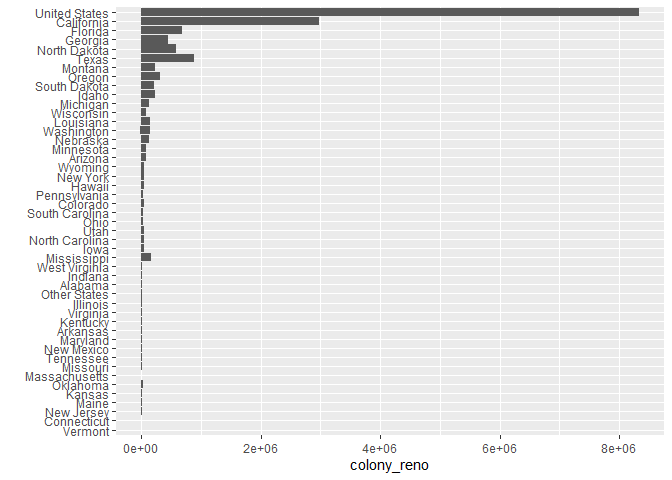 United States
California
Florida
Georgia
North Dakota
Texas
Montana
Oregon
South Dakota
Idaho
Michigan
Wisconsin
Louisiana
Washington
Nebraska
Minnesota
Arizona
Wyoming
New York
Hawaii
Pennsylvania
Colorado
South Carolina
Ohio
Utah
North Carolina
Iowa
Mississippi
West Virginia
Indiana
Alabama
Other States
Illinois
Virginia
Kentucky
Arkansas
Maryland
New Mexico
Tennessee
Missouri
Massachusetts
Oklahoma
Kansas
Maine
New Jersey
Connecticut
Vermont
0e+00 2e+06 4e+06 6e+06 8e+06
colony_reno